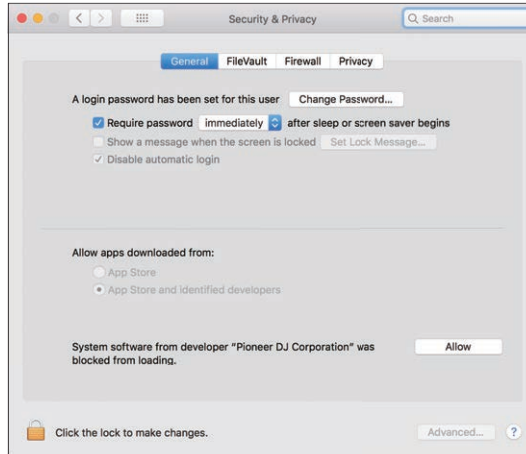 Security & Privacy
Search
General FileVault Firewall Privacy
A login password has been set for this user Change Password...
Require password immediately after sleep or screen saver begins
Show a message when the screen is locked Set Lock Message...
Disable automatic login
Allow apps downloaded from:
App Store
App Store and identified developers
System software from developer "Pioneer DJ Corporation" was Allow
blocked from loading.
Click the lock to make changes. Advanced... ?